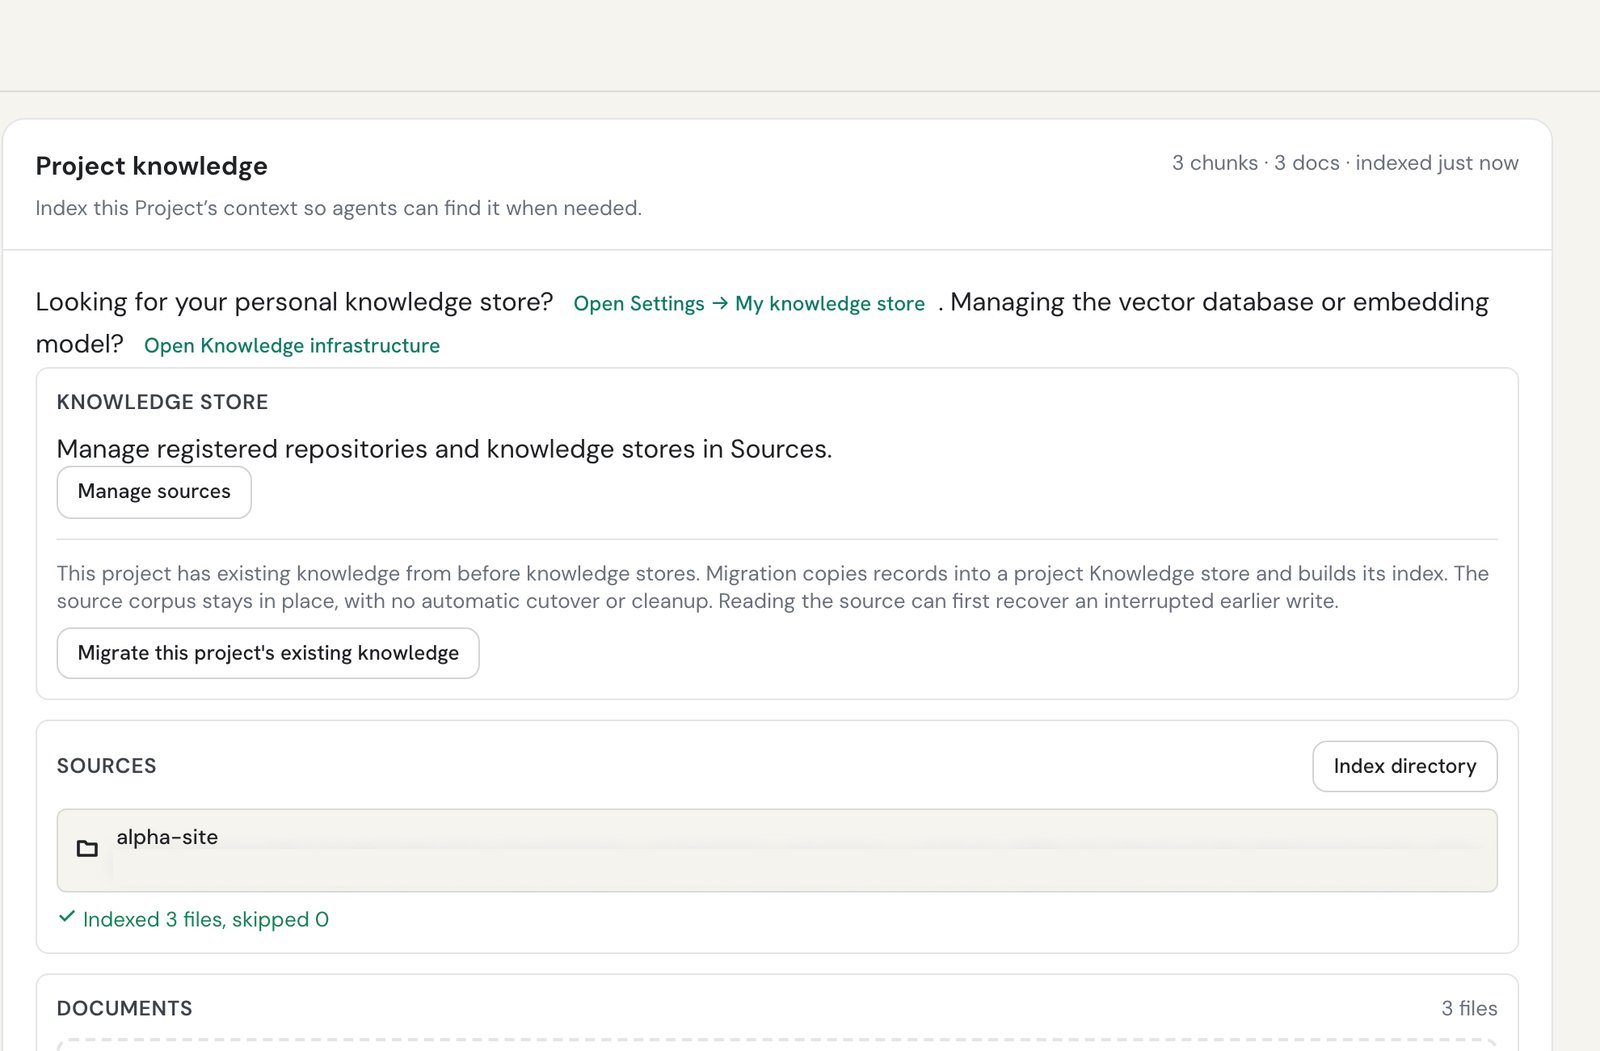 Project knowledge
3 chunks · 3 docs · indexed just now
Index this Project’s context so agents can find it when needed.
Looking for your personal knowledge store? Open Settings → My knowledge store . Managing the vector database or embedding
model? Open Knowledge infrastructure
KNOWLEDGE STORE
Manage registered repositories and knowledge stores in Sources.
Manage sources
This project has existing knowledge from before knowledge stores. Migration copies records into a project Knowledge store and builds its index. The
source corpus stays in place, with no automatic cutover or cleanup. Reading the source can first recover an interrupted earlier write.
Migrate this project's existing knowledge
SOURCES
Index directory
alpha-site
Indexed 3 files, skipped 0
DOCUMENTS
3 files